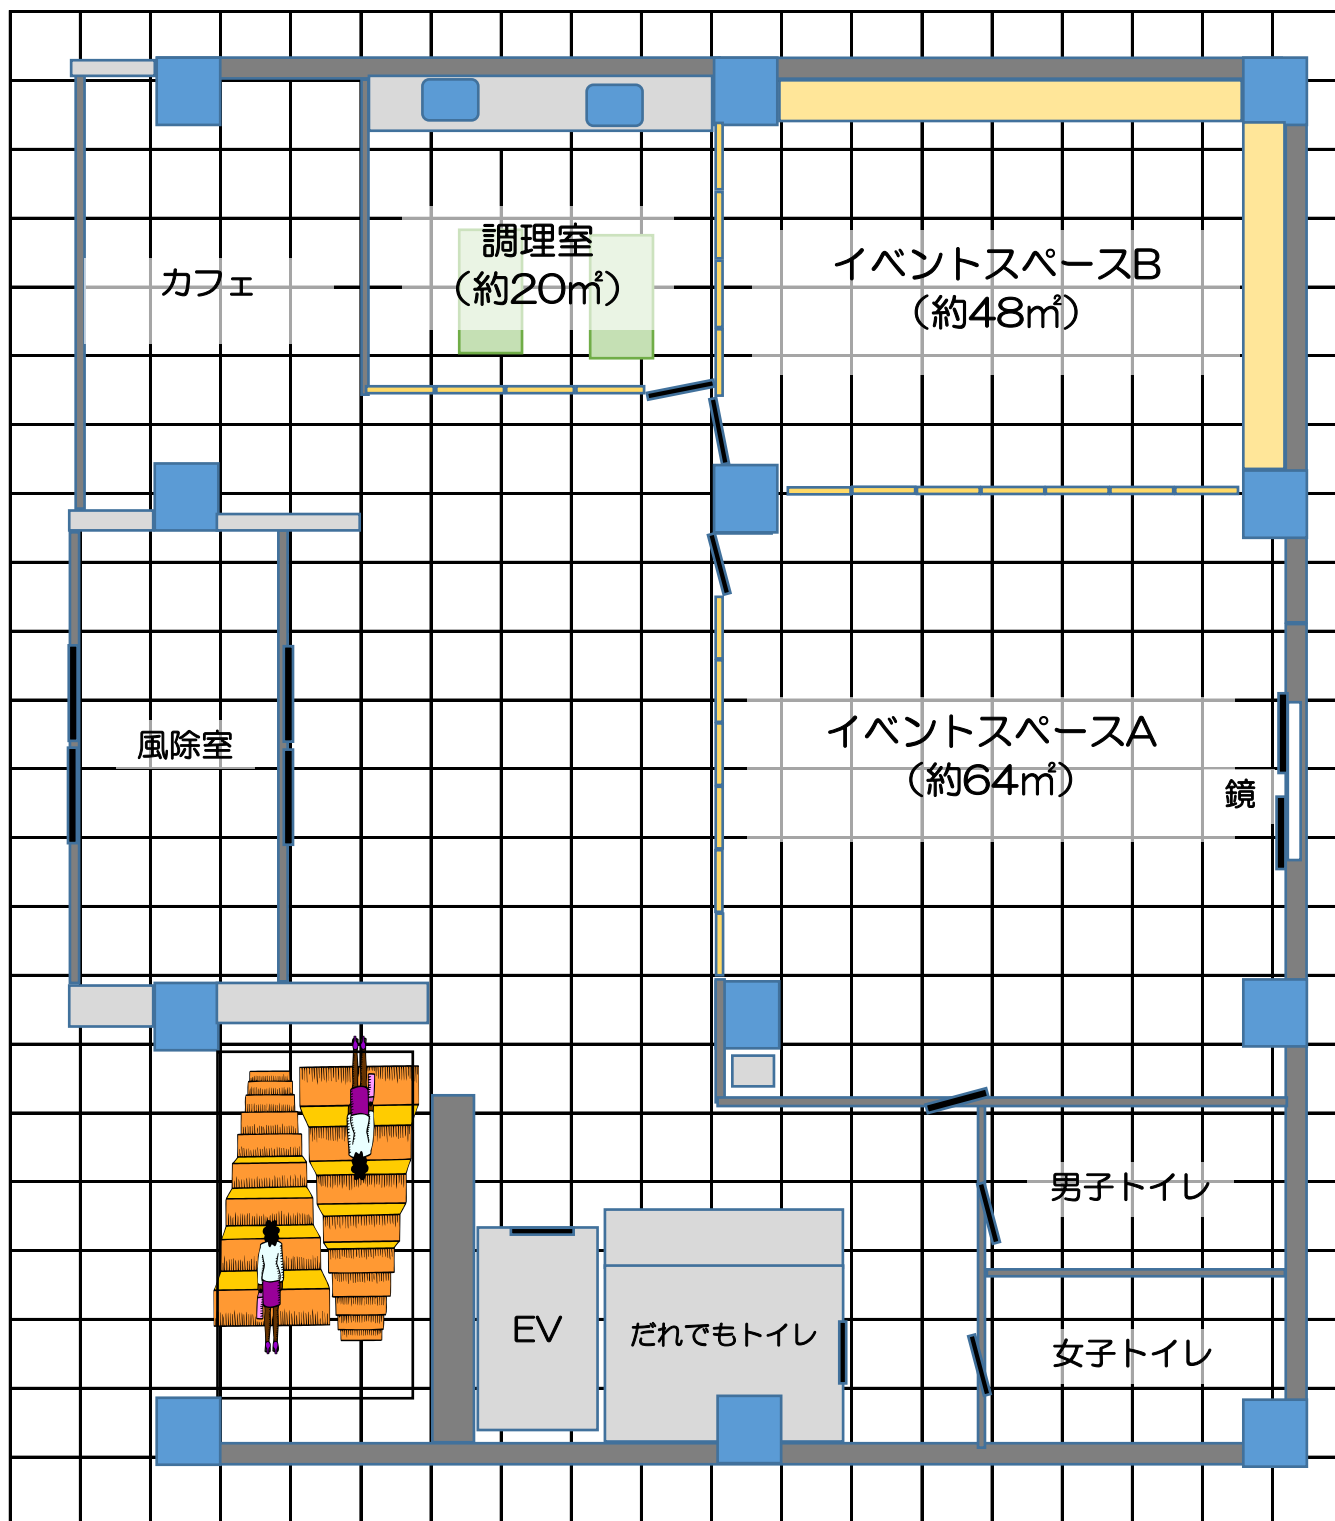 調理室
（約20㎡）
イベントスペースB
（約48㎡）
カフェ
イベントスペースA
（約64㎡）
風除室
鏡
男子トイレ
EV
だれでもトイレ
女子トイレ